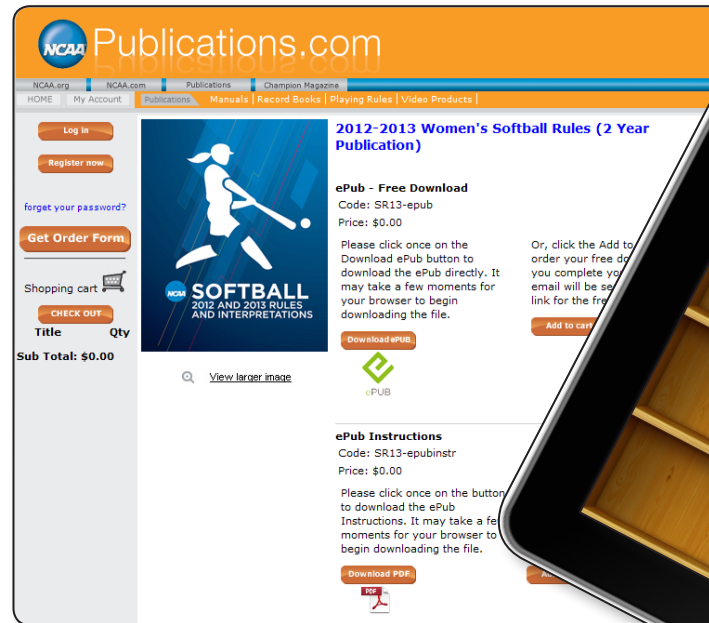 NCAA Publications.com
NCAA.org NCAA.com Publications Champion Magazine
HOME My Account Publications Manuals | Record Books | Playing Rules | Video Products |
Log in
Register now
forget your password?
Get Order Form
Shopping cart
CHECK OUT
Title Qty
Sub Total: $0.00
NCAA SOFTBALL
2012 AND 2013 RULES
AND INTERPRETATIONS
View larger image
2012-2013 Women's Softball Rules (2 Year
Publication)
ePub - Free Download
Code: SR13-epub
Price: $0.00
Please click once on the
Download ePub button to
download the ePub directly. It
may take a few moments for
your browser to begin
downloading the file.
Download ePUB
ePUB
Or, click the Add to
order your free
you complete
email will be
link for the
Add to cart
ePub Instructions
Code: SR13-epubinstr
Price: $0.00
Please click once on the button
to download the ePub
Instructions. It may take a
moments for your browser to
begin downloading the file.
Download PDF
PDF